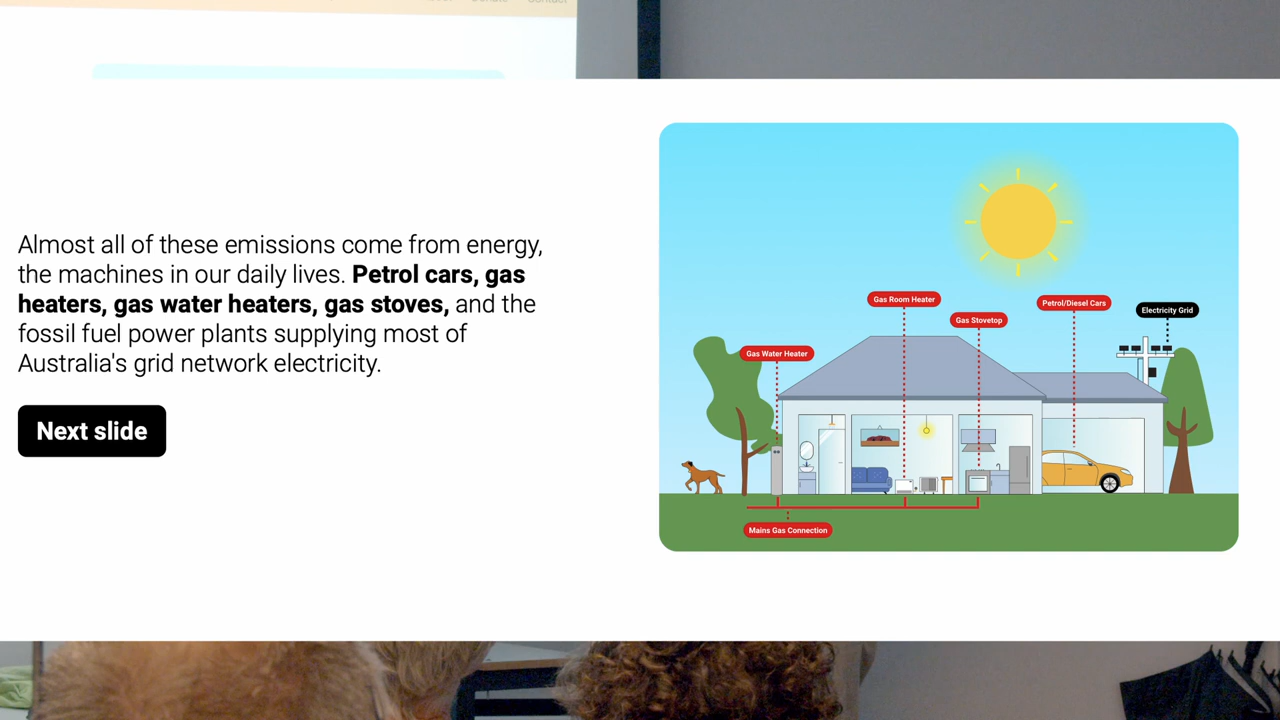 Almost all of these emissions come from energy,
the machines in our daily lives. Petrol cars, gas
heaters, gas water heaters, gas stoves, and the
fossil fuel power plants supplying most of
Australia's grid network electricity.
Next slide
Gas Room Heater
Petrol/Diesel Cars
Electricity Grid
Gas Stovetop
Gas Water Heater
Mains Gas Connection